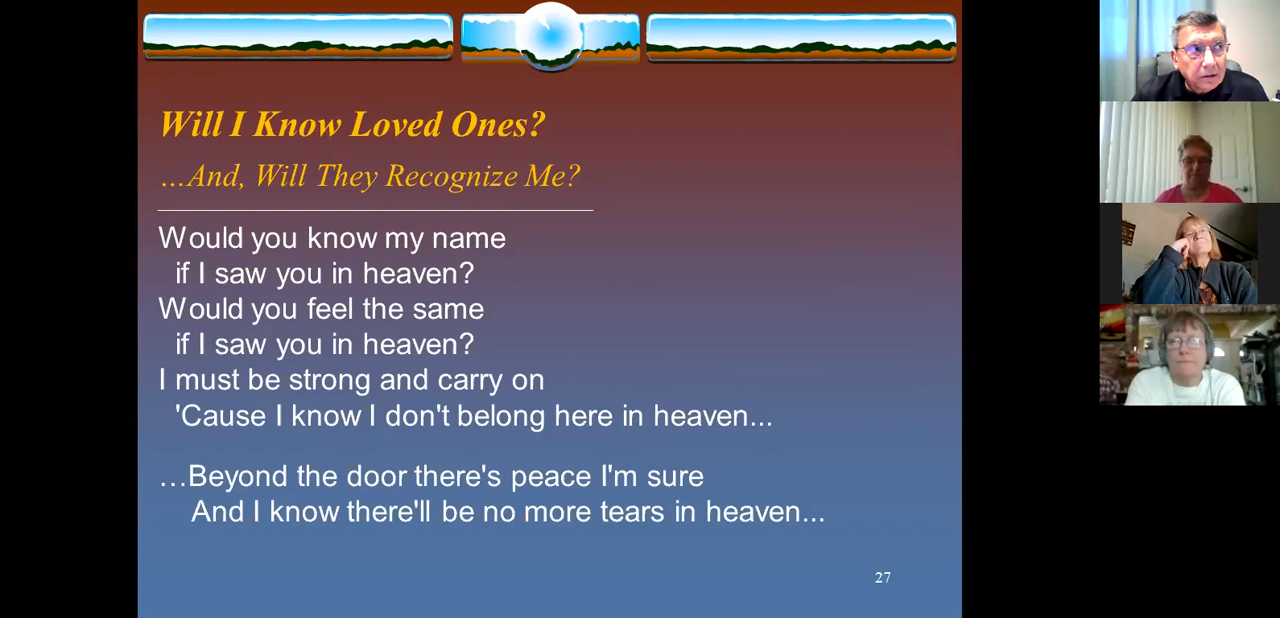 Will I Know Loved Ones?
…And, Will They Recognize Me?
Would you know my name
if I saw you in heaven?
Would you feel the same
if I saw you in heaven?
I must be strong and carry on
'Cause I know I don't belong here in heaven...
…Beyond the door there's peace I'm sure
And I know there'll be no more tears in heaven...
27